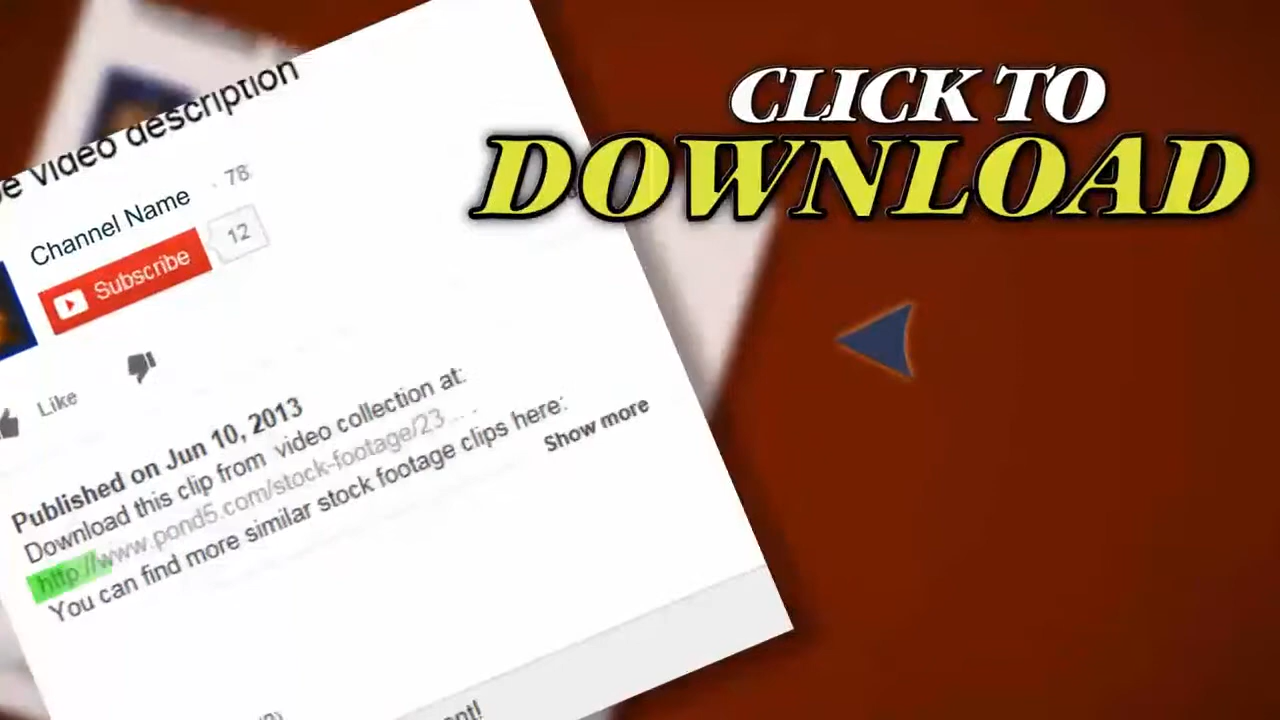 CLICK TO
DOWNLOAD
video description
Channel Name
78
Subscribe
12
Like
Published on Jun 10, 2013
Download this clip from video collection at:
http://www.pond5.com/stock-footage/23...
You can find more similar stock footage clips here:
Show more